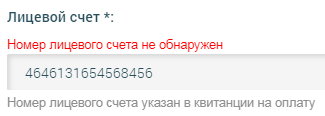 Лицевой счет *:
Номер лицевого счета не обнаружен
4646131654568456
Номер лицевого счета указан в квитанции на оплату